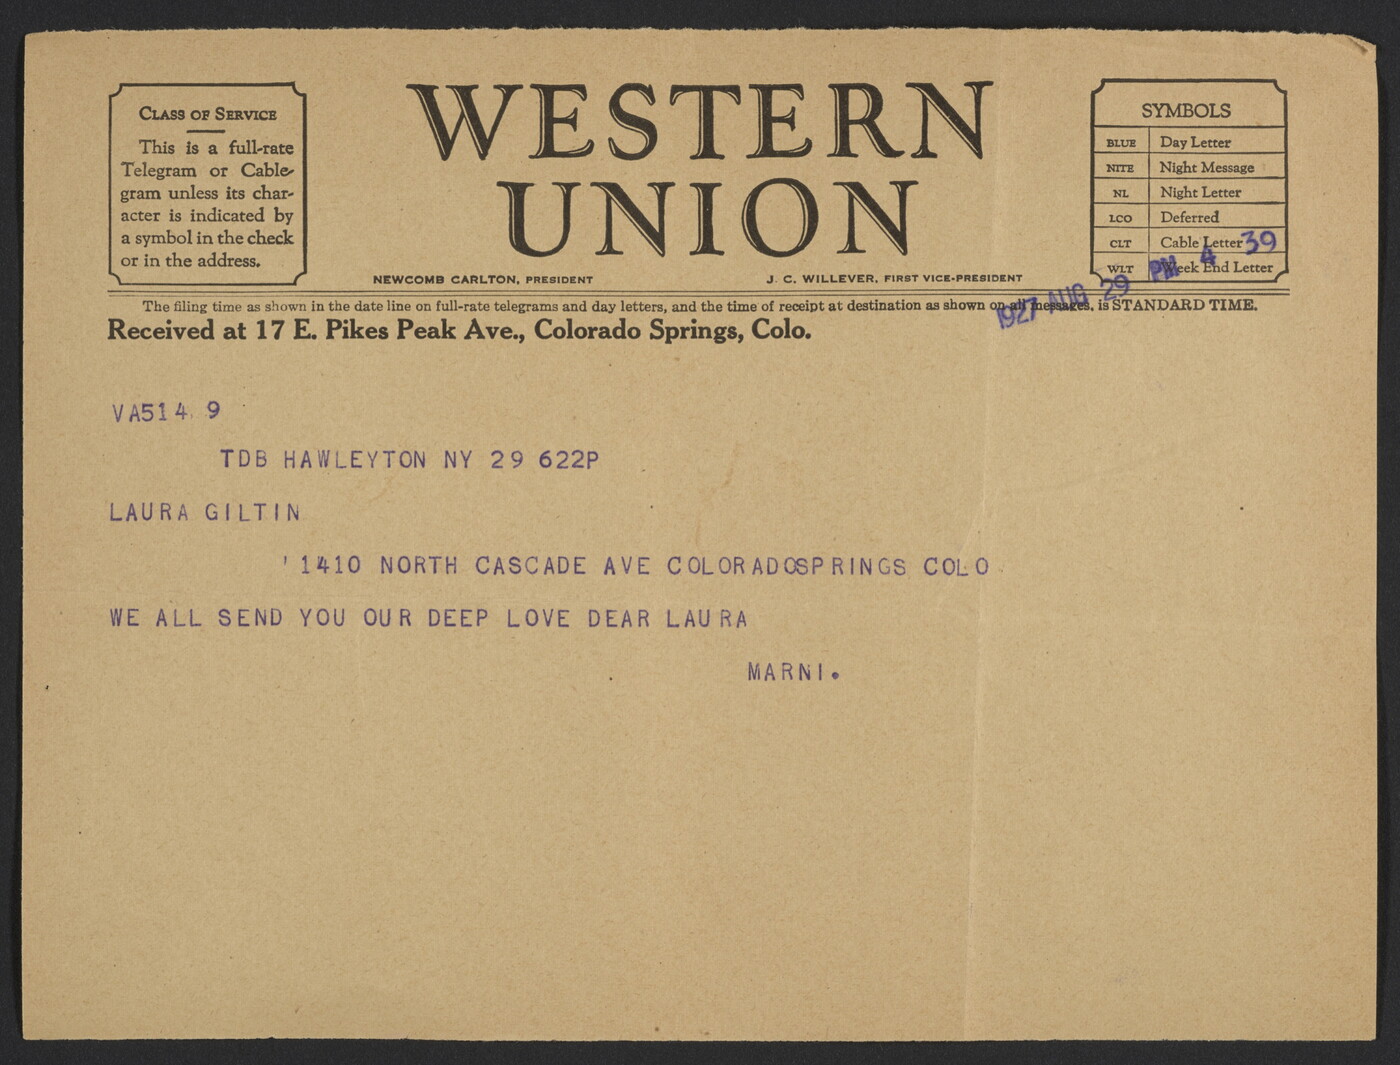 CLASS OF SERVICE
This is a full-rate
Telegram or Cable-
gram unless its char-
acter is indicated by
a symbol in the check
or in the address.
WESTERN
UNION
NEWCOMB CARLTON, PRESIDENT
J. C. WILLEVER, FIRST VICE-PRESIDENT
SYMBOLS
BLUE Day Letter
NITE Night Message
NL Night Letter
LCO Deferred
CLT Cable Letter
WLT Week End Letter
1927 AUG 29 PM 4 39
The filing time as shown in the date line on full-rate telegrams and day letters, and the time of receipt at destination as shown on all messages, is STANDARD TIME.
Received at 17 E. Pikes Peak Ave., Colorado Springs, Colo.
VA514 9
TDB HAWLEYTON NY 29 622P
LAURA GILTIN
'1410 NORTH CASCADE AVE COLORADOSPRINGS COLO
WE ALL SEND YOU OUR DEEP LOVE DEAR LAURA
MARNI.